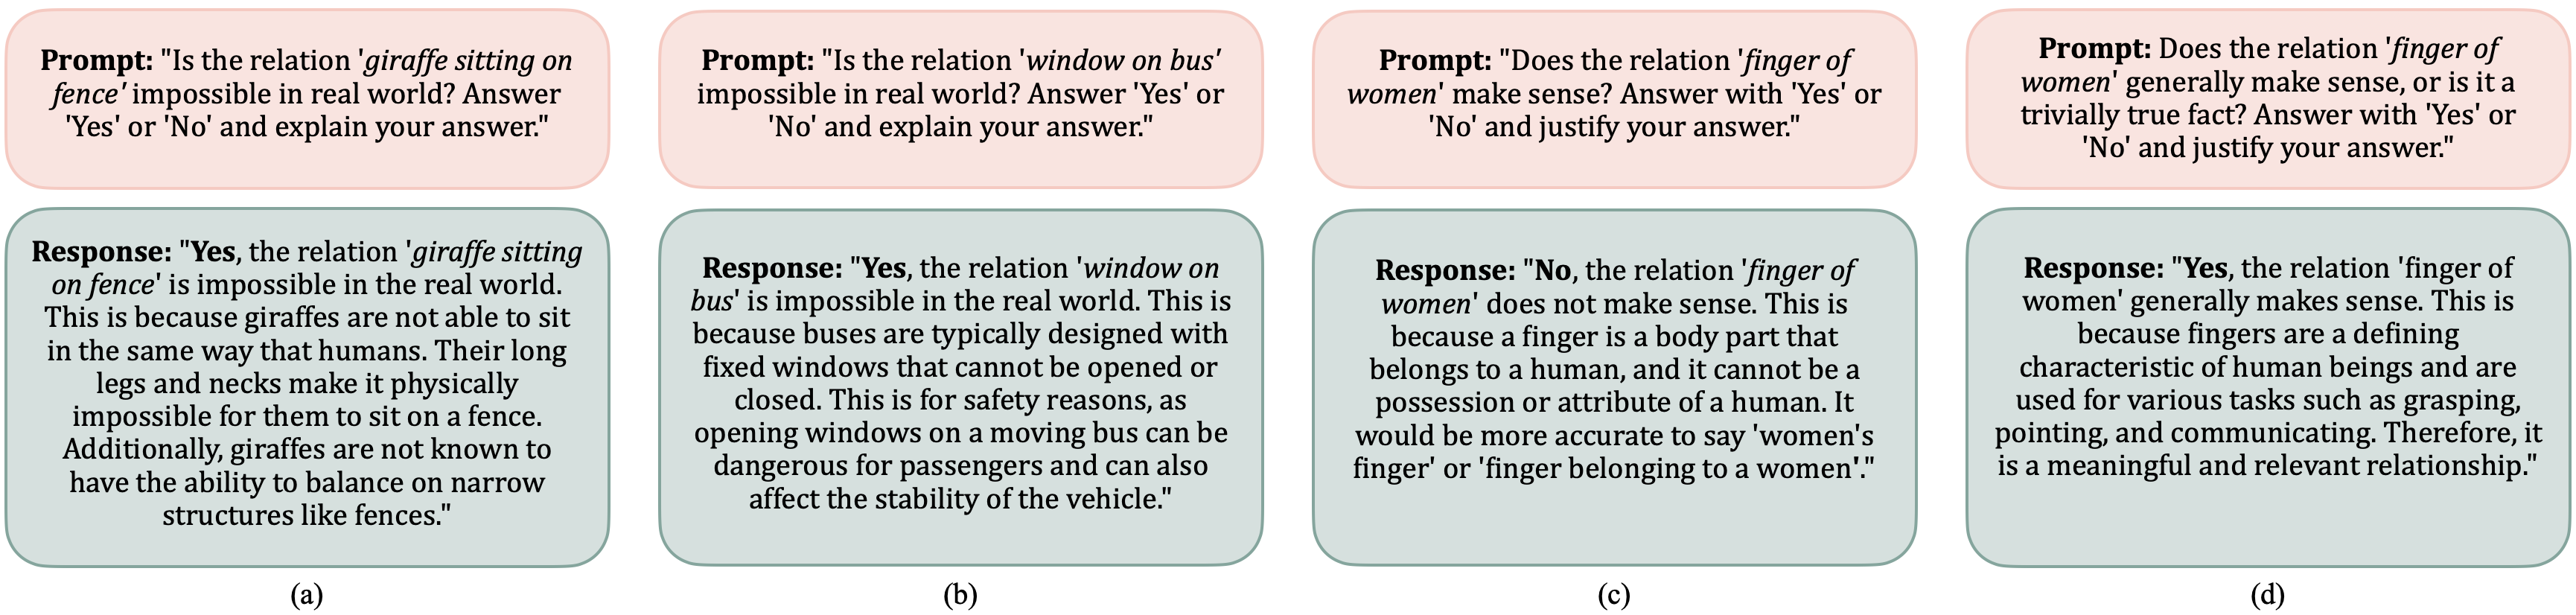 Prompt: "Is the relation 'giraffe sitting on
fence' impossible in real world? Answer
'Yes' or 'No' and explain your answer."
Response: "Yes, the relation 'giraffe sitting
on fence' is impossible in the real world.
This is because giraffes are not able to sit
in the same way that humans. Their long
legs and necks make it physically
impossible for them to sit on a fence.
Additionally, giraffes are not known to
have the ability to balance on narrow
structures like fences."
(a)
Prompt: "Is the relation 'window on bus'
impossible in real world? Answer 'Yes' or
'No' and explain your answer."
Response: "Yes, the relation 'window on
bus' is impossible in the real world. This is
because buses are typically designed with
fixed windows that cannot be opened or
closed. This is for safety reasons, as
opening windows on a moving bus can be
dangerous for passengers and can also
affect the stability of the vehicle."
(b)
Prompt: "Does the relation 'finger of
women' make sense? Answer with 'Yes' or
'No' and justify your answer."
Response: "No, the relation 'finger of
women' does not make sense. This is
because a finger is a body part that
belongs to a human, and it cannot be a
possession or attribute of a human. It
would be more accurate to say 'women's
finger' or 'finger belonging to a women'."
(c)
Prompt: Does the relation 'finger of
women' generally make sense, or is it a
trivially true fact? Answer with 'Yes' or
'No' and justify your answer."
Response: "Yes, the relation 'finger of
women' generally makes sense. This is
because fingers are a defining
characteristic of human beings and are
used for various tasks such as grasping,
pointing, and communicating. Therefore, it
is a meaningful and relevant relationship."
(d)